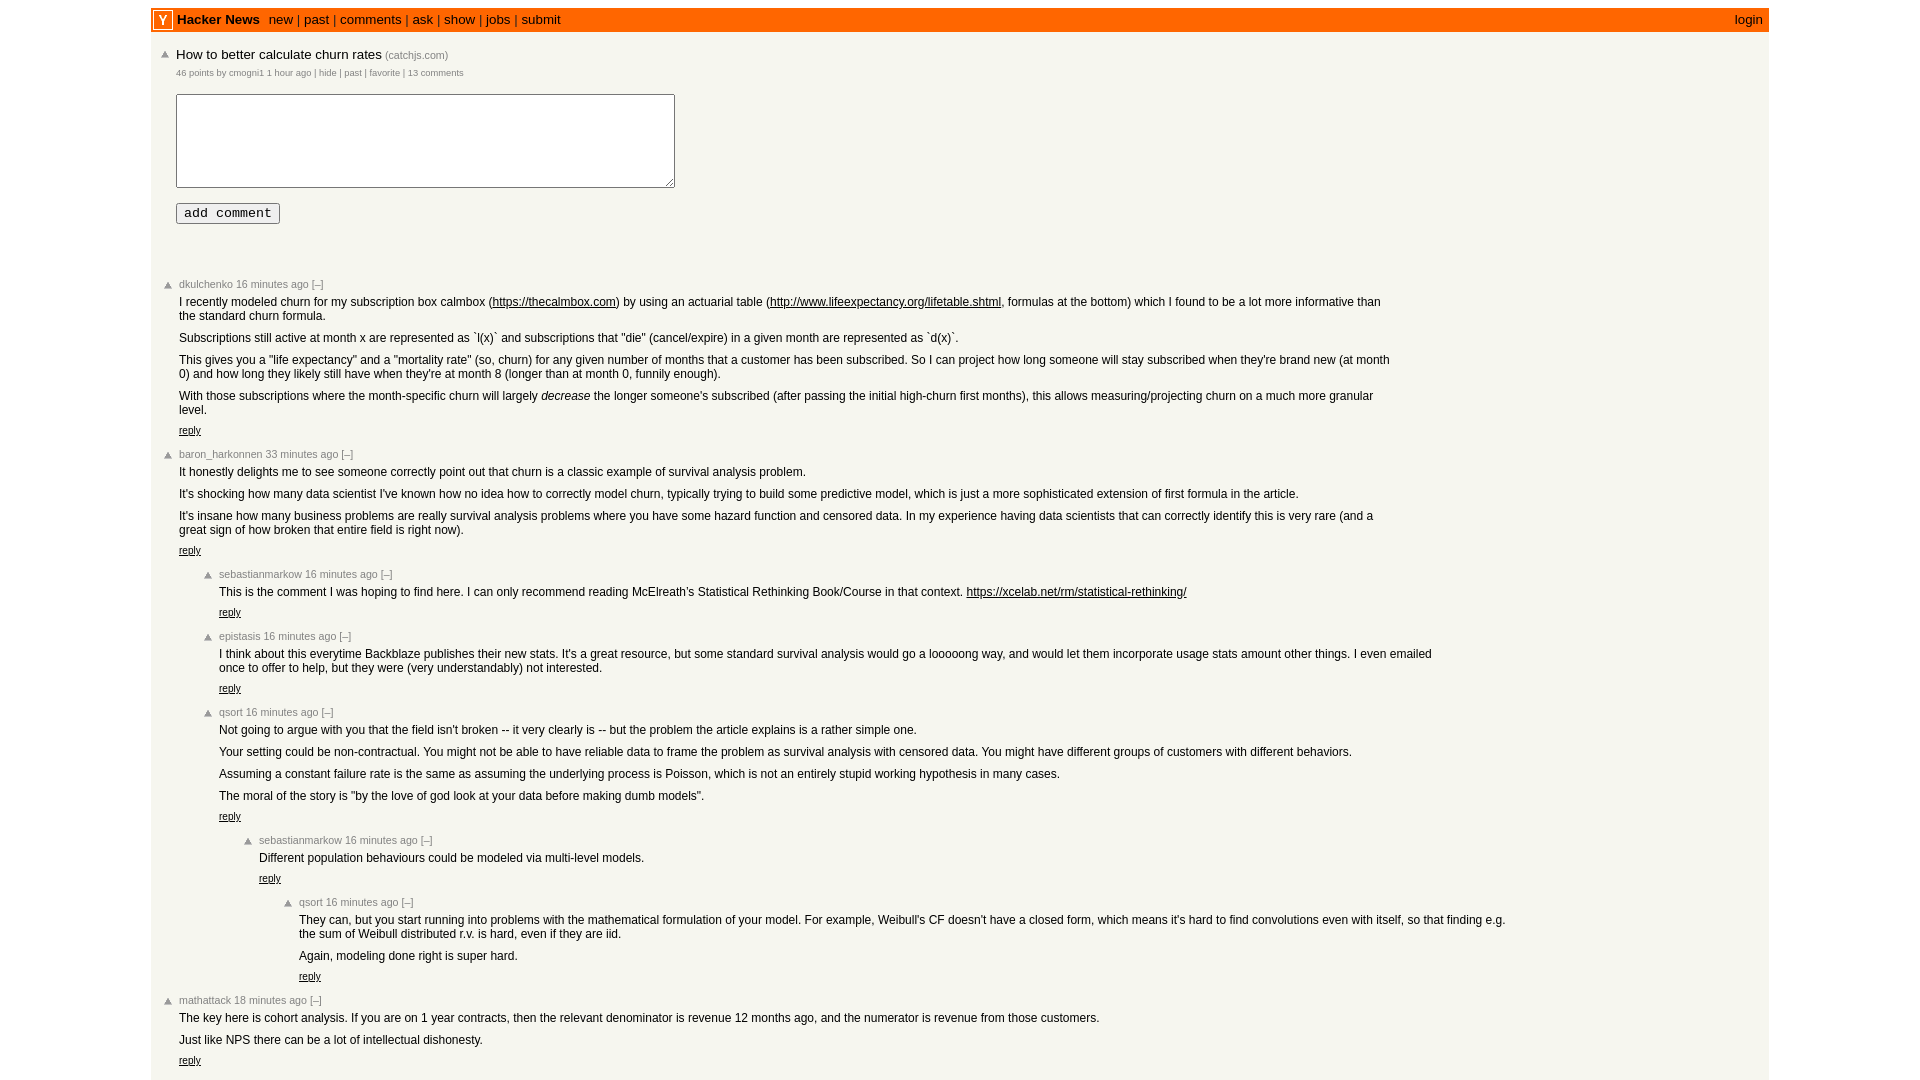 Y Hacker News new | past | comments | ask | show | jobs | submit login
How to better calculate churn rates (catchjs.com)
46 points by cmogni1 1 hour ago | hide | past | favorite | 13 comments
add comment
dkulchenko 16 minutes ago [–]
I recently modeled churn for my subscription box calmbox (https://thecalmbox.com) by using an actuarial table (http://www.lifeexpectancy.org/lifetable.shtml, formulas at the bottom) which I found to be a lot more informative than
the standard churn formula.
Subscriptions still active at month x are represented as `l(x)` and subscriptions that "die" (cancel/expire) in a given month are represented as `d(x)`.
This gives you a "life expectancy" and a "mortality rate" (so, churn) for any given number of months that a customer has been subscribed. So I can project how long someone will stay subscribed when they're brand new (at month
0) and how long they likely still have when they're at month 8 (longer than at month 0, funnily enough).
With those subscriptions where the month-specific churn will largely decrease the longer someone's subscribed (after passing the initial high-churn first months), this allows measuring/projecting churn on a much more granular
level.
reply
baron_harkonnen 33 minutes ago [–]
It honestly delights me to see someone correctly point out that churn is a classic example of survival analysis problem.
It's shocking how many data scientist I've known how no idea how to correctly model churn, typically trying to build some predictive model, which is just a more sophisticated extension of first formula in the article.
It's insane how many business problems are really survival analysis problems where you have some hazard function and censored data. In my experience having data scientists that can correctly identify this is very rare (and a
great sign of how broken that entire field is right now).
reply
sebastianmarkow 16 minutes ago [–]
This is the comment I was hoping to find here. I can only recommend reading McElreath's Statistical Rethinking Book/Course in that context. https://xcelab.net/rm/statistical-rethinking/
reply
epistasis 16 minutes ago [–]
I think about this everytime Backblaze publishes their new stats. It's a great resource, but some standard survival analysis would go a looooong way, and would let them incorporate usage stats amount other things. I even emailed
once to offer to help, but they were (very understandably) not interested.
reply
qsort 16 minutes ago [–]
Not going to argue with you that the field isn't broken -- it very clearly is -- but the problem the article explains is a rather simple one.
Your setting could be non-contractual. You might not be able to have reliable data to frame the problem as survival analysis with censored data. You might have different groups of customers with different behaviors.
Assuming a constant failure rate is the same as assuming the underlying process is Poisson, which is not an entirely stupid working hypothesis in many cases.
The moral of the story is "by the love of god look at your data before making dumb models".
reply
sebastianmarkow 16 minutes ago [–]
Different population behaviours could be modeled via multi-level models.
reply
qsort 16 minutes ago [–]
They can, but you start running into problems with the mathematical formulation of your model. For example, Weibull's CF doesn't have a closed form, which means it's hard to find convolutions even with itself, so that finding e.g.
the sum of Weibull distributed r.v. is hard, even if they are iid.
Again, modeling done right is super hard.
reply
mathattack 18 minutes ago [–]
The key here is cohort analysis. If you are on 1 year contracts, then the relevant denominator is revenue 12 months ago, and the numerator is revenue from those customers.
Just like NPS there can be a lot of intellectual dishonesty.
reply